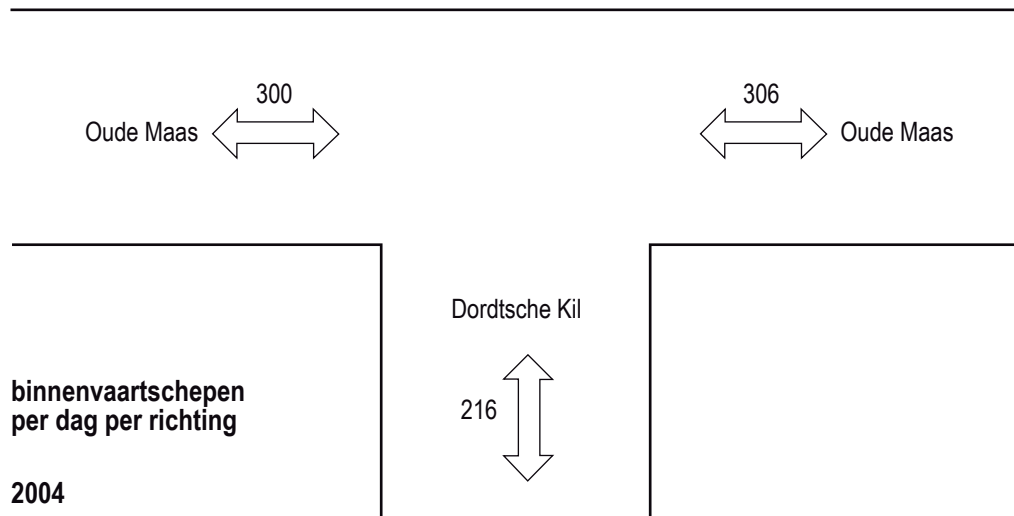 300
306
Oude Maas
Oude Maas
Dordtsche Kil
216
binnenvaartschepen
per dag per richting
2004